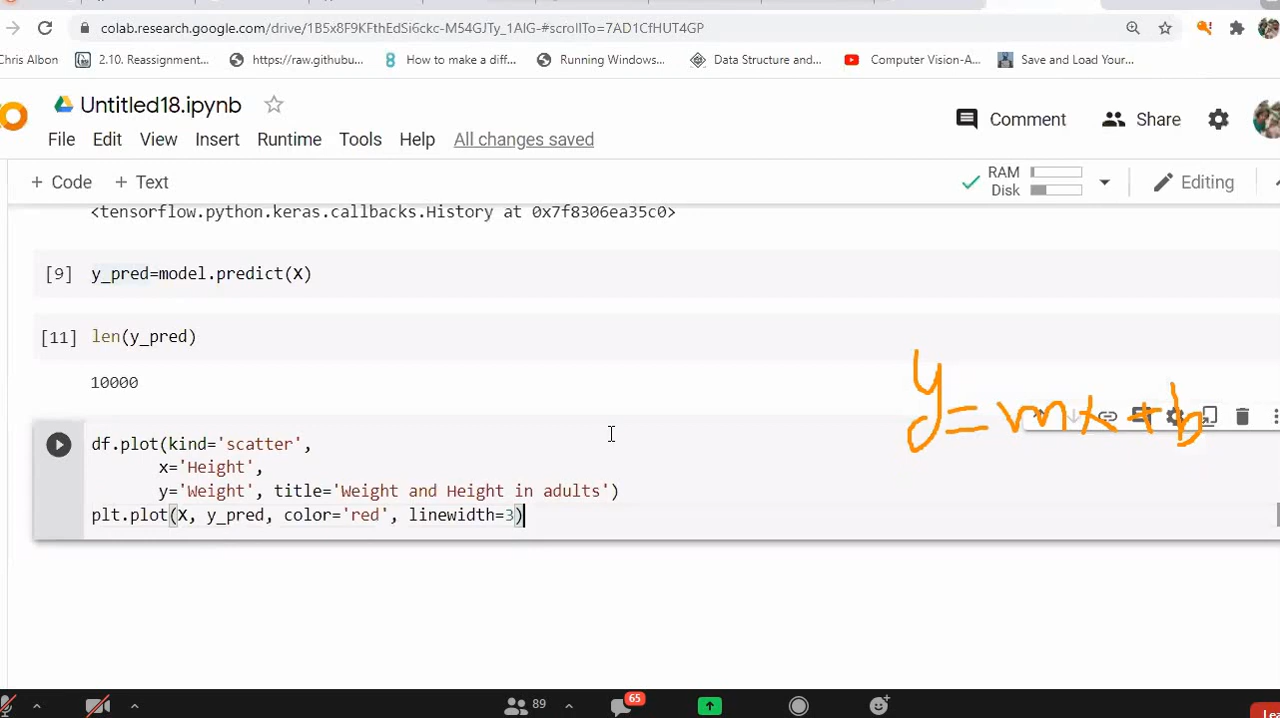 colab.research.google.com/drive/1B5x8F9KFthEdSi6ckc-M54GJTy_1AIG-#scrollTo=7AD1CfHUT4GP
Chris Albon 2.10. Reassignment... https://raw.githubu... How to make a diff... Running Windows... Data Structure and... Computer Vision-A... Save and Load Your...
Untitled18.ipynb
Comment Share
File Edit View Insert Runtime Tools Help All changes saved
+ Code + Text
RAM
Disk
Editing
<tensorflow.python.keras.callbacks.History at 0x7f8306ea35c0>
[9] y_pred=model.predict(X)
[11] len(y_pred)
10000
y=mx+b
df.plot(kind='scatter',
x='Height',
y='Weight', title='Weight and Height in adults')
plt.plot(X, y_pred, color='red', linewidth=3)
89 65